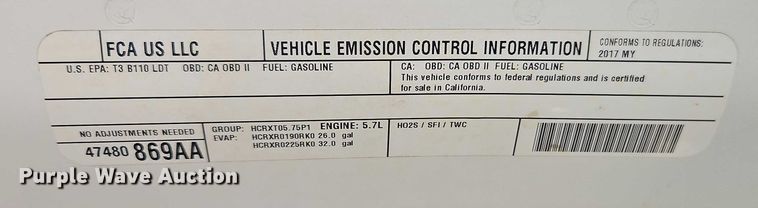 FCA US LLC
VEHICLE EMISSION CONTROL INFORMATION
CONFORMS TO REGULATIONS:
2017 MY
U.S. EPA: T3 B110 LDT OBD: CA OBD II FUEL: GASOLINE
CA: OBD: CA OBD II FUEL: GASOLINE
This vehicle conforms to federal regulations and is certified
for sale in California.
NO ADJUSTMENTS NEEDED
47480 869AA
GROUP: HCRXT05.75P1 ENGINE: 5.7L
EVAP: HCRXR0190RK0 26.0 gal
HCRXR0225RK0 32.0 gal
HO2S / SFI / TWC
Purple Wave Auction